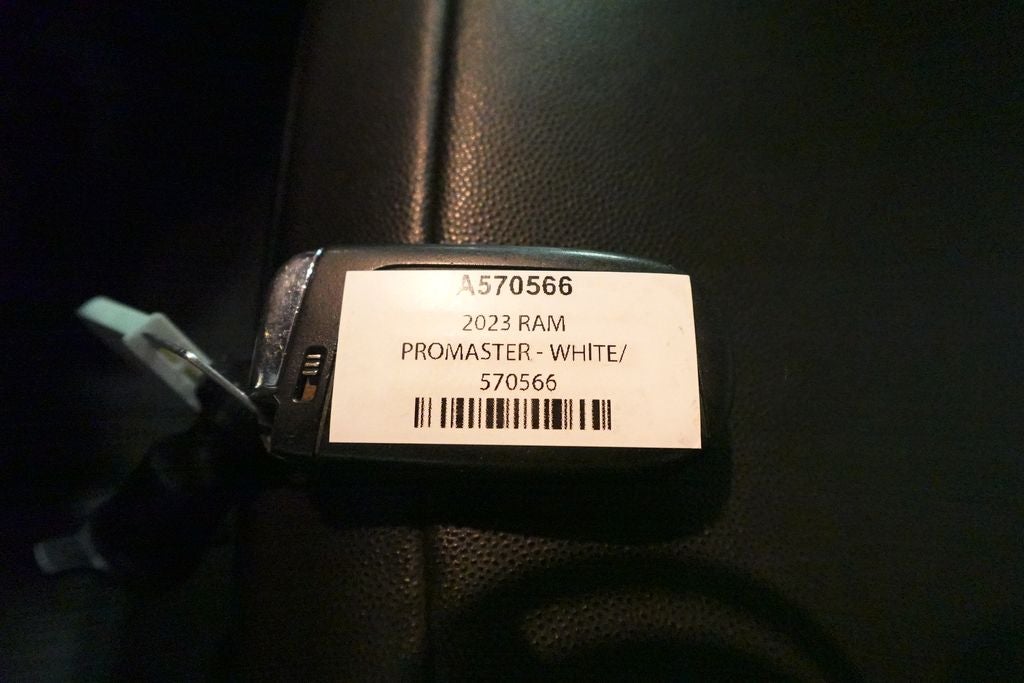 A570566
2023 RAM
PROMASTER - WHITE/
570566